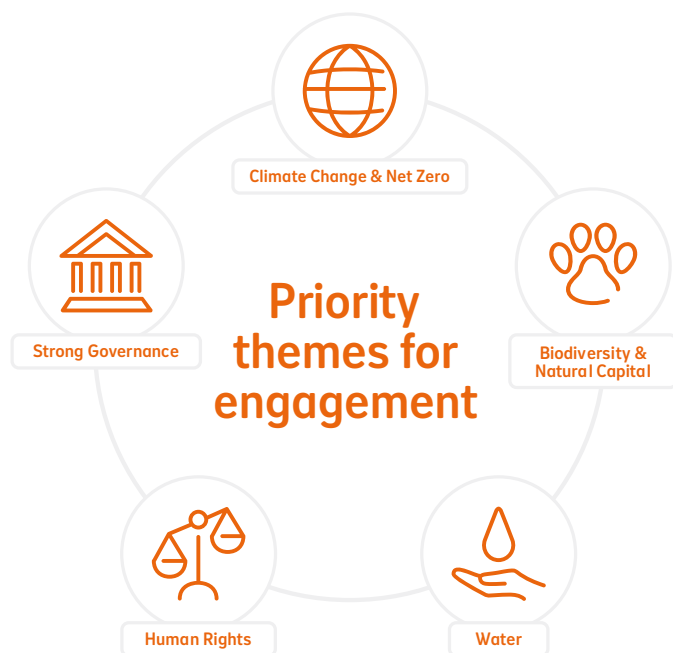 Climate Change & Net Zero
Strong Governance
Priority
themes for
engagement
Biodiversity &
Natural Capital
Human Rights
Water